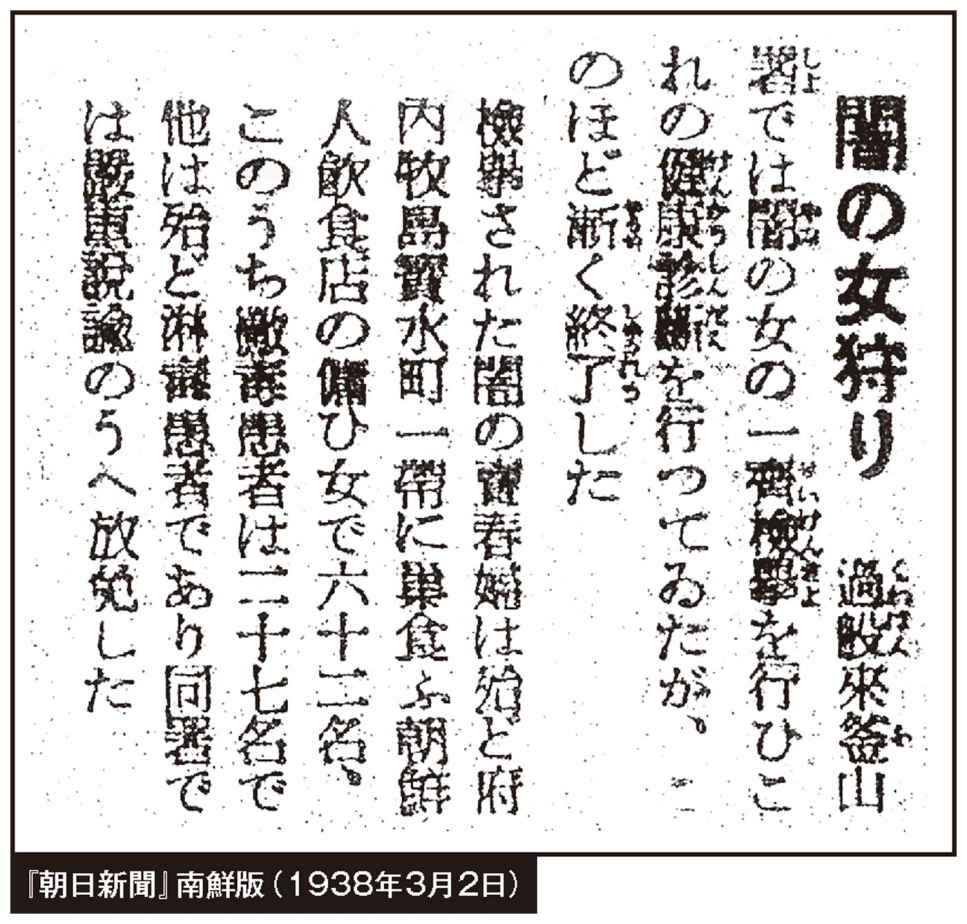 闇の女狩り 過般來釜山
署では闇の女の一齊檢擧を行ひこ
れの健康診斷を行つてゐたが、こ
のほど漸く終了した
檢擧された闇の賣春婦は殆ど府
内牧島寶水町一帶に巣食ふ朝鮮
人飮食店の傭ひ女で六十二名、
このうち黴毒患者は二十七名で
他は殆と淋毒患者であり同署で
は嚴重説諭のうへ放免した
『朝日新聞』南鮮版（1938年3月2日）